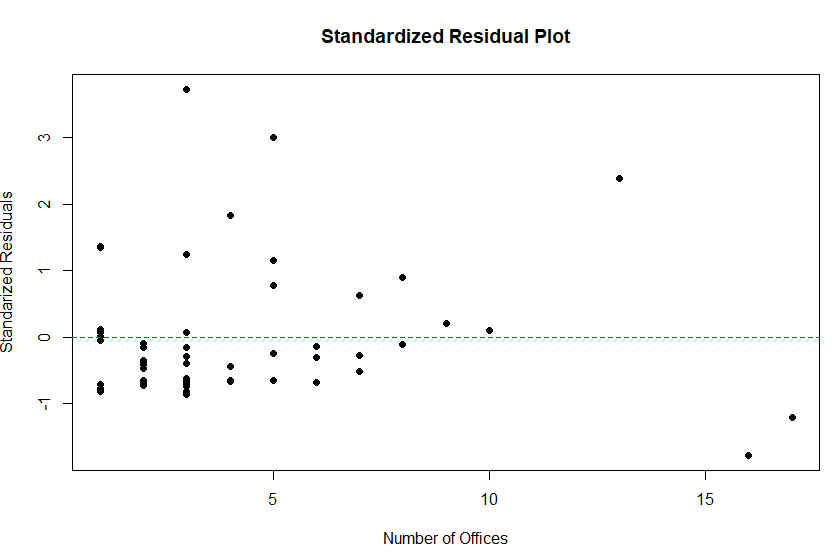 Standardized Residual Plot
Standarized Residuals
3
2
1
0
-1
5 10 15
Number of Offices